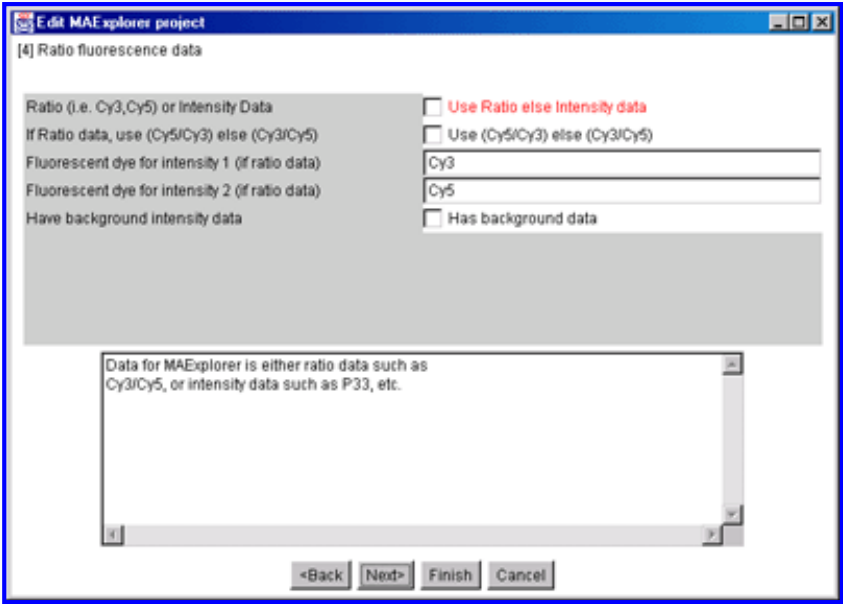 Edit MAExplorer project
[4] Ratio fluorescence data
Ratio (i.e. Cy3,Cy5) or Intensity Data Use Ratio else Intensity data
If Ratio data, use (Cy5/Cy3) else (Cy3/Cy5) Use (Cy5/Cy3) else (Cy3/Cy5)
Fluorescent dye for intensity 1 (if ratio data) Cy3
Fluorescent dye for intensity 2 (if ratio data) Cy5
Have background intensity data Has background data
Data for MAExplorer is either ratio data such as
Cy3/Cy5, or intensity data such as P33, etc.
<Back Next> Finish Cancel